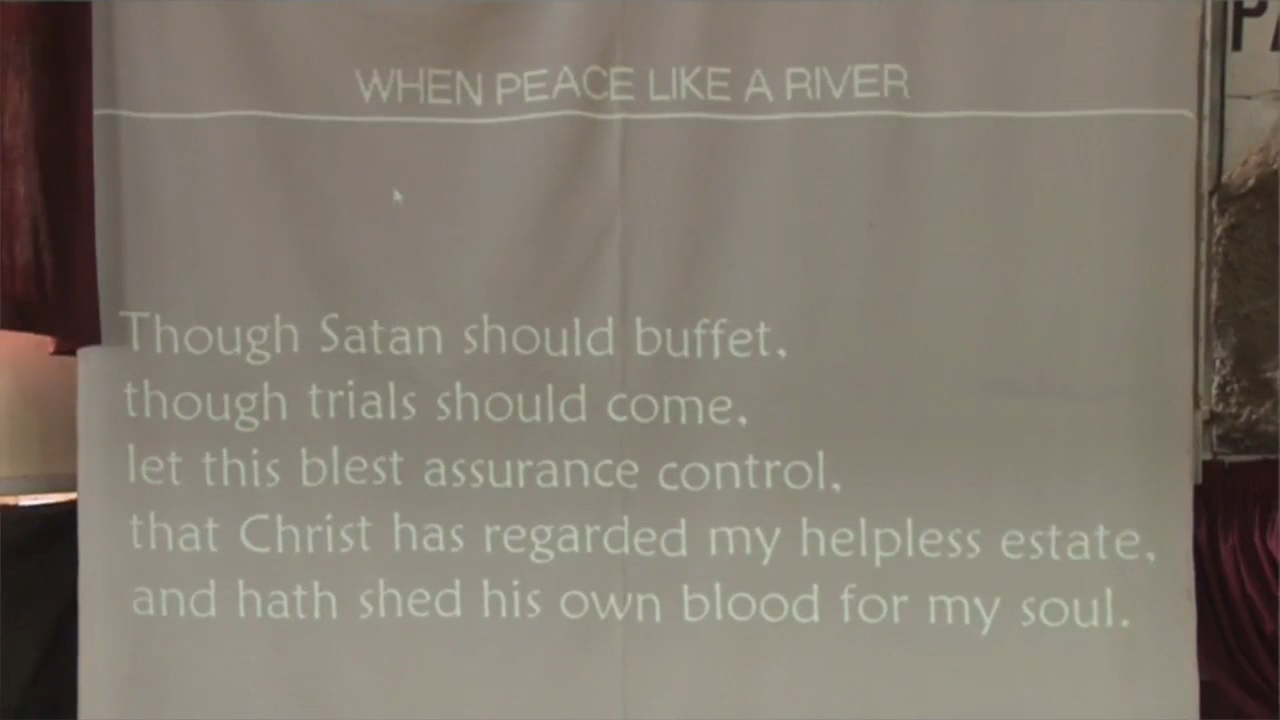 WHEN PEACE LIKE A RIVER
Though Satan should buffet,
though trials should come,
let this blest assurance control,
that Christ has regarded my helpless estate,
and hath shed his own blood for my soul.